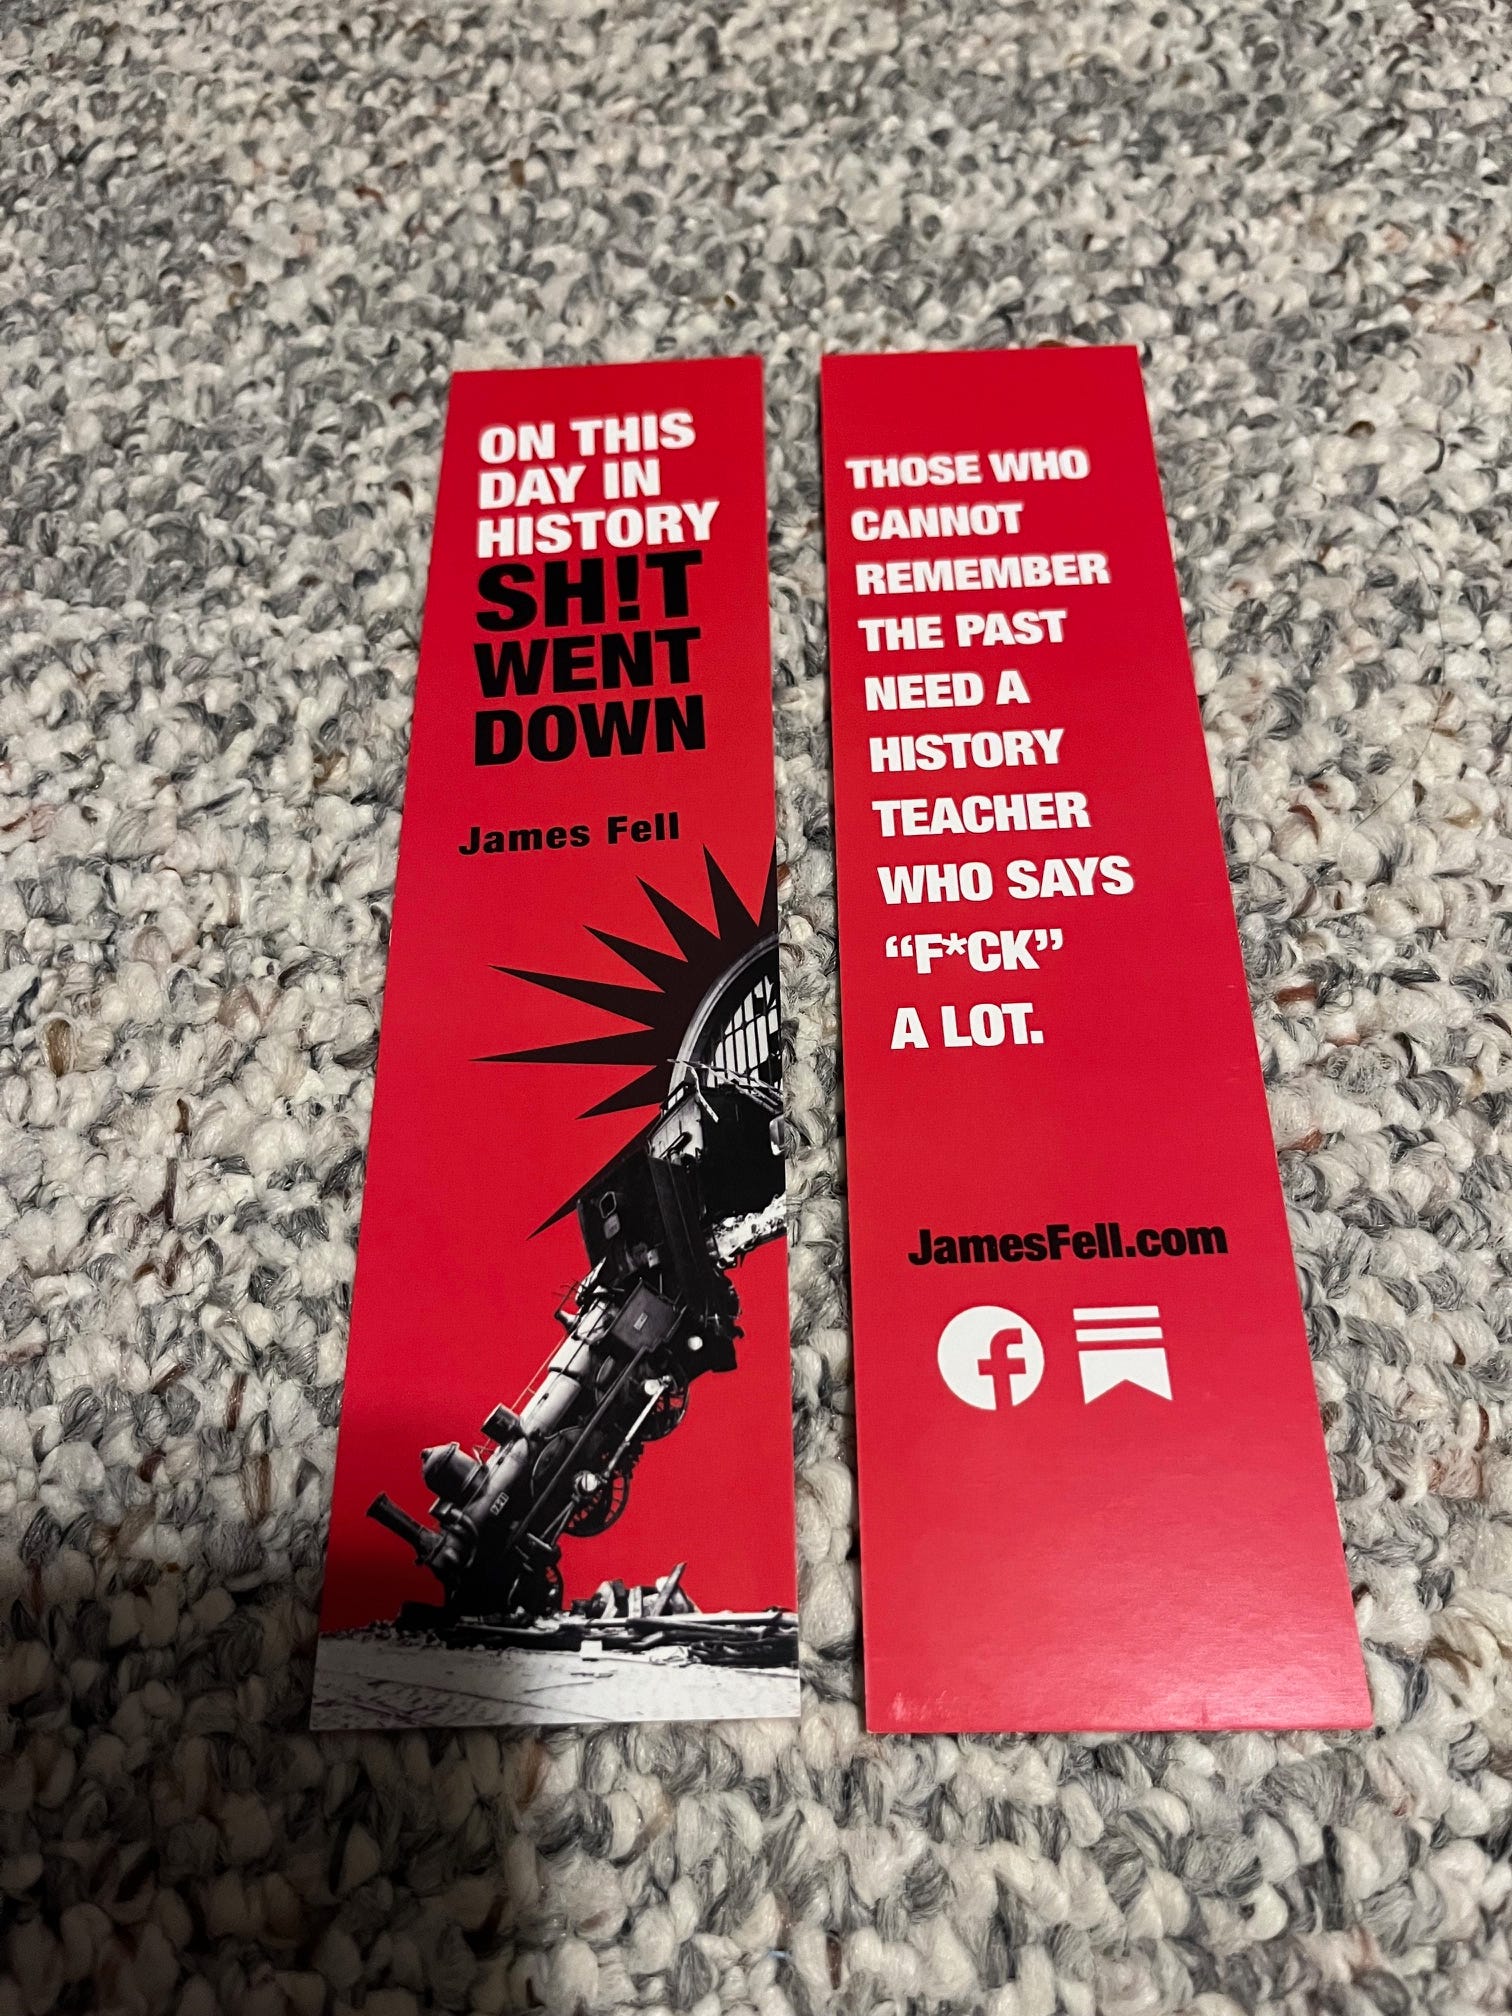 ON THIS
DAY IN
HISTORY
SH!T
WENT
DOWN
James Fell
THOSE WHO
CANNOT
REMEMBER
THE PAST
NEED A
HISTORY
TEACHER
WHO SAYS
“F*CK”
A LOT.
JamesFell.com